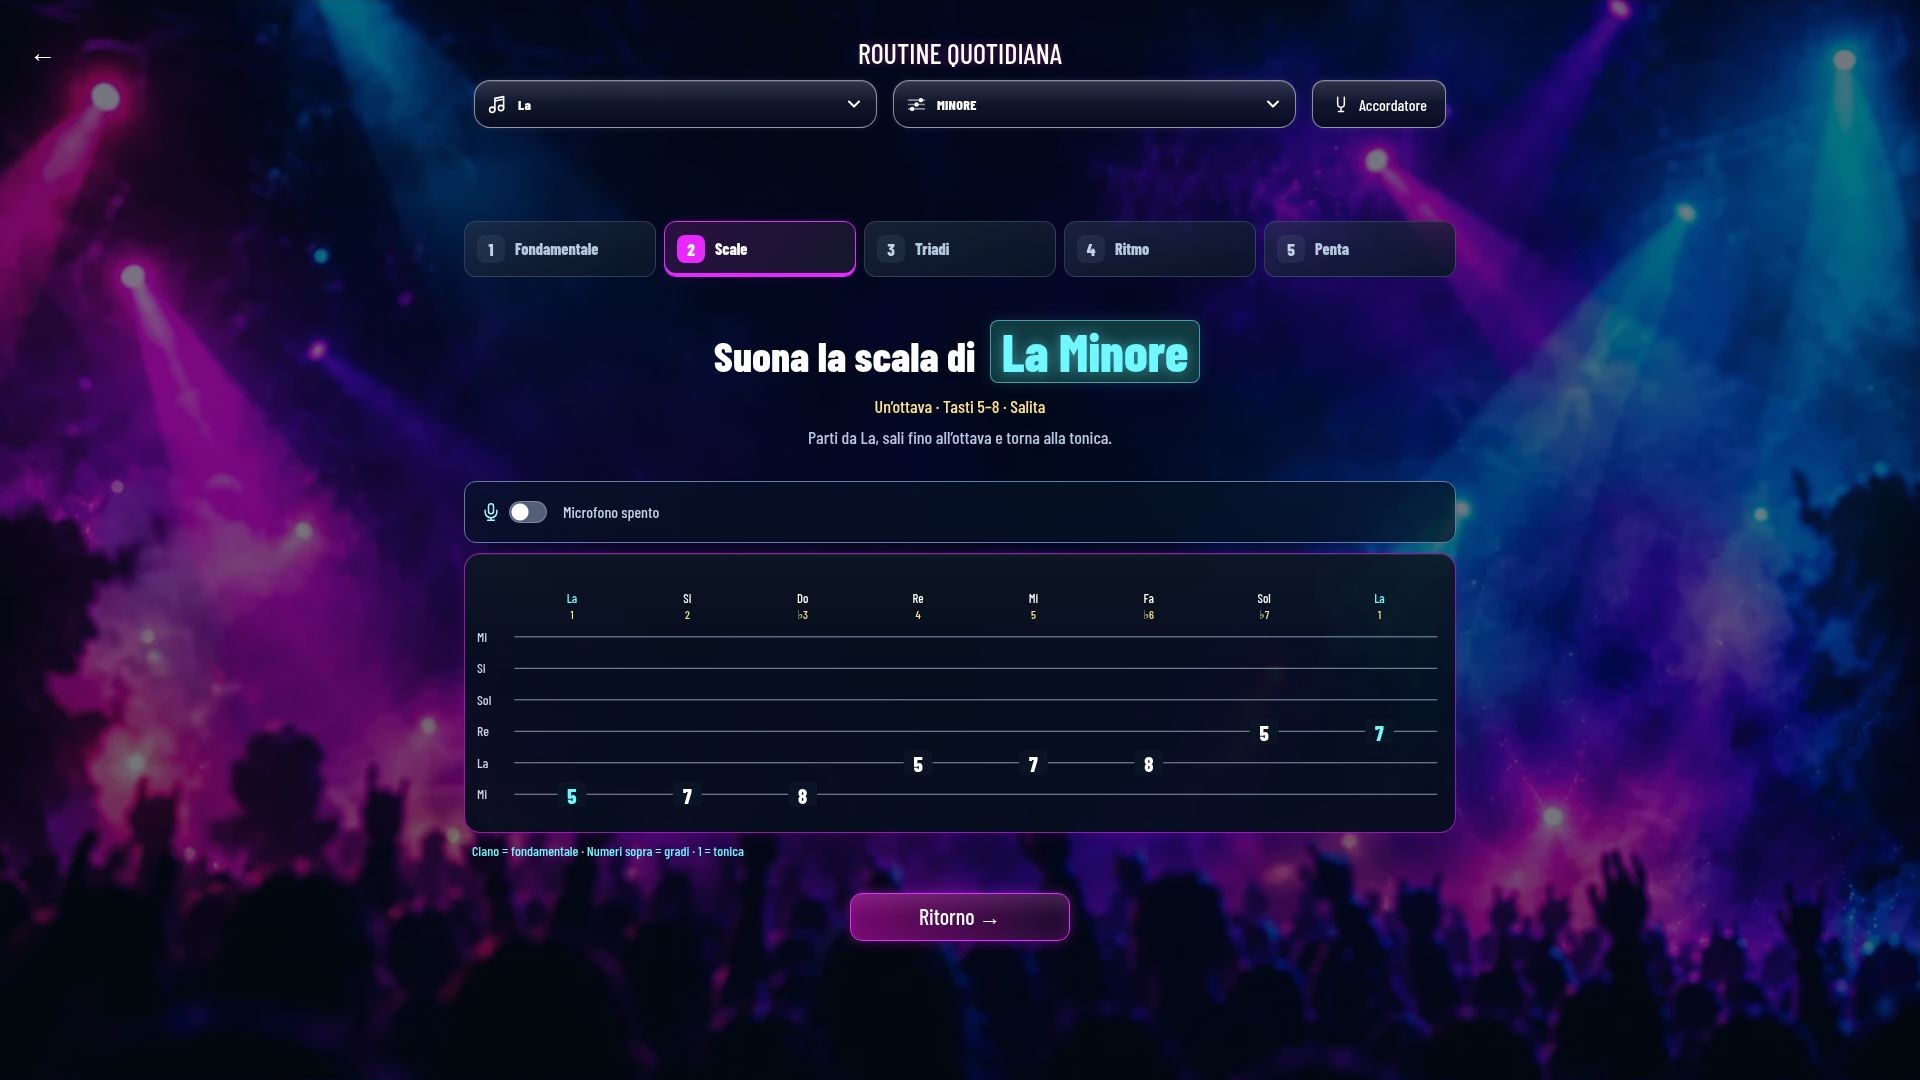 ←
ROUTINE QUOTIDIANA
La
MINORE
Accordatore
1 Fondamentale
2 Scale
3 Triadi
4 Ritmo
5 Penta
Suona la scala di La Minore
Un'ottava · Tasti 5–8 · Salita
Parti da La, sali fino all'ottava e torna alla tonica.
Microfono spento
La Si Do Re Mi Fa Sol La
1 2 ♭3 4 5 ♭6 ♭7 1
Mi
Si
Sol
Re 5 7
La 5 7 8
Mi 5 7 8
Ciano = fondamentale · Numeri sopra = gradi · 1 = tonica
Ritorno →